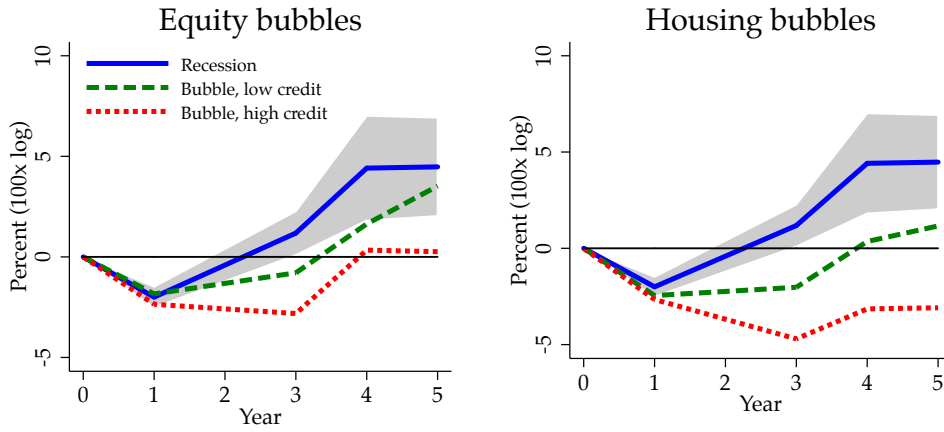 Equity bubbles
Percent (100x log)
10
5
0
-5
Recession
Bubble, low credit
Bubble, high credit
0 1 2 3 4 5
Year
Housing bubbles
Percent (100x log)
10
5
0
-5
0 1 2 3 4 5
Year